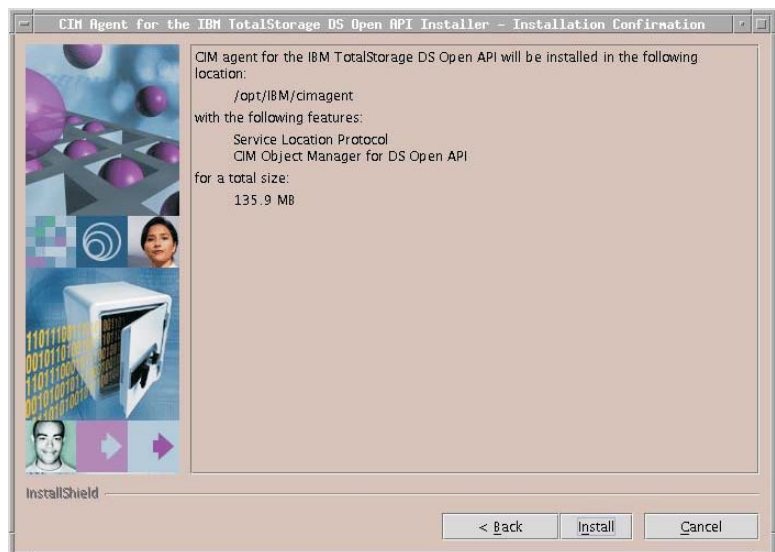 CIM Agent for the IBM TotalStorage DS Open API Installer - Installation Confirmation
CIM agent for the IBM TotalStorage DS Open API will be installed in the following
location:
/opt/IBM/cimagent
with the following features:
Service Location Protocol
CIM Object Manager for DS Open API
for a total size:
135.9 MB
InstallShield
< Back
Install
Cancel